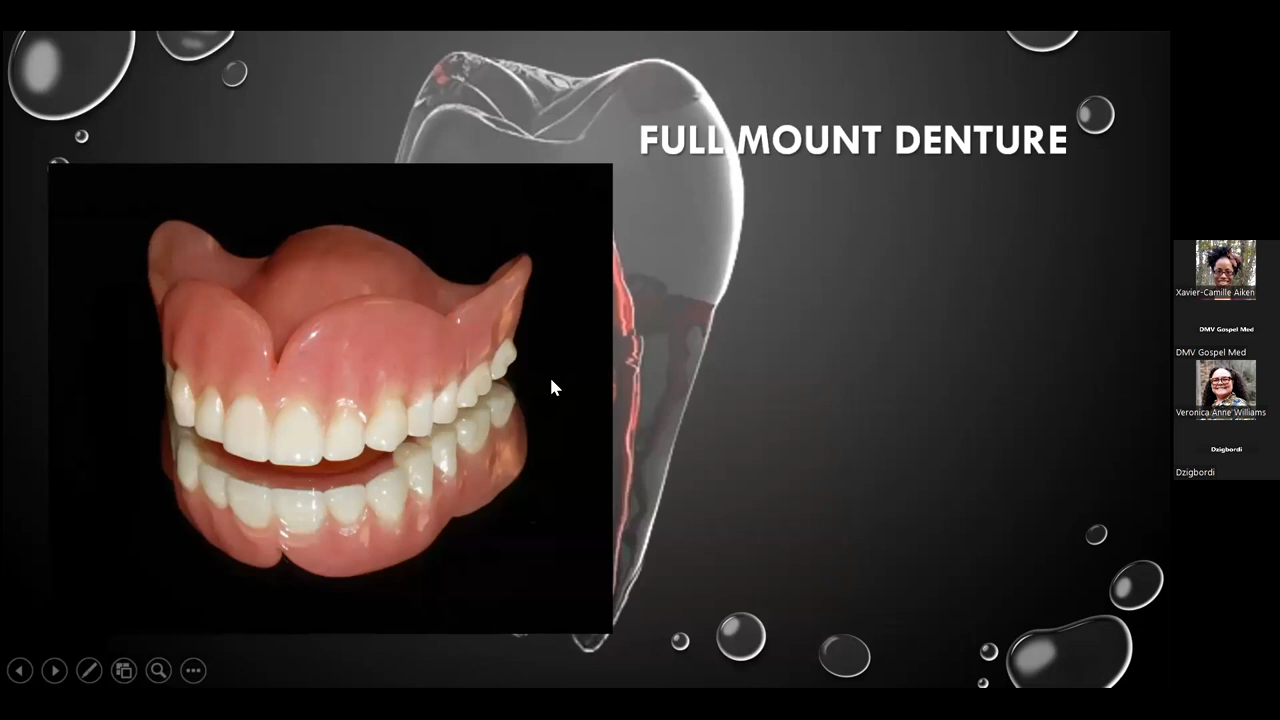 FULL MOUNT DENTURE
Xavier-Camille Aiken
DMV Gospel Med
DMV Gospel Med
Veronica Anne Williams
Dzigbordi
Dzigbordi